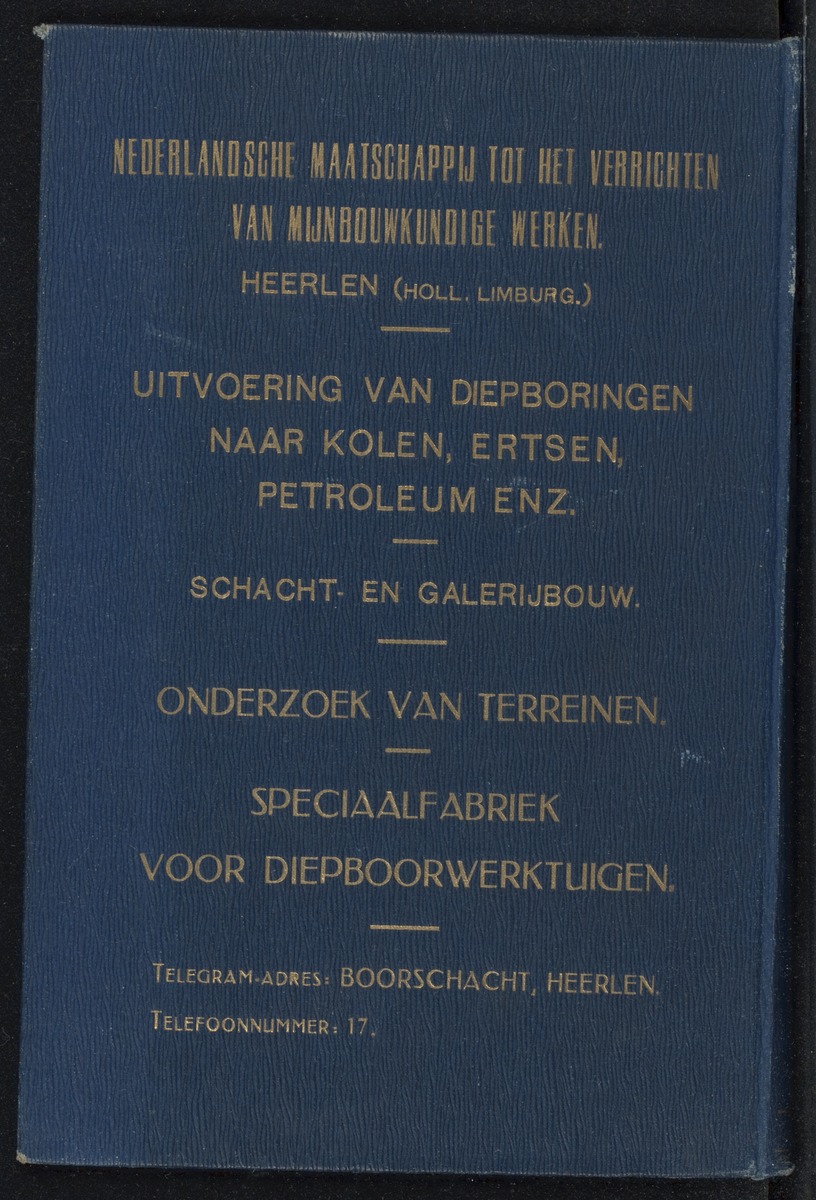 NEDERLANDSCHE MAATSCHAPPIJ TOT HET VERRICHTEN
VAN MIJNBOUWKUNDIGE WERKEN.
HEERLEN (HOLL. LIMBURG.)
UITVOERING VAN DIEPBORINGEN
NAAR KOLEN, ERTSEN,
PETROLEUM ENZ.
SCHACHT- EN GALERIJBOUW.
ONDERZOEK VAN TERREINEN.
SPECIAALFABRIEK
VOOR DIEPBOORWERKTUIGEN.
TELEGRAM-ADRES: BOORSCHACHT, HEERLEN.
TELEFOONNUMMER: 17.